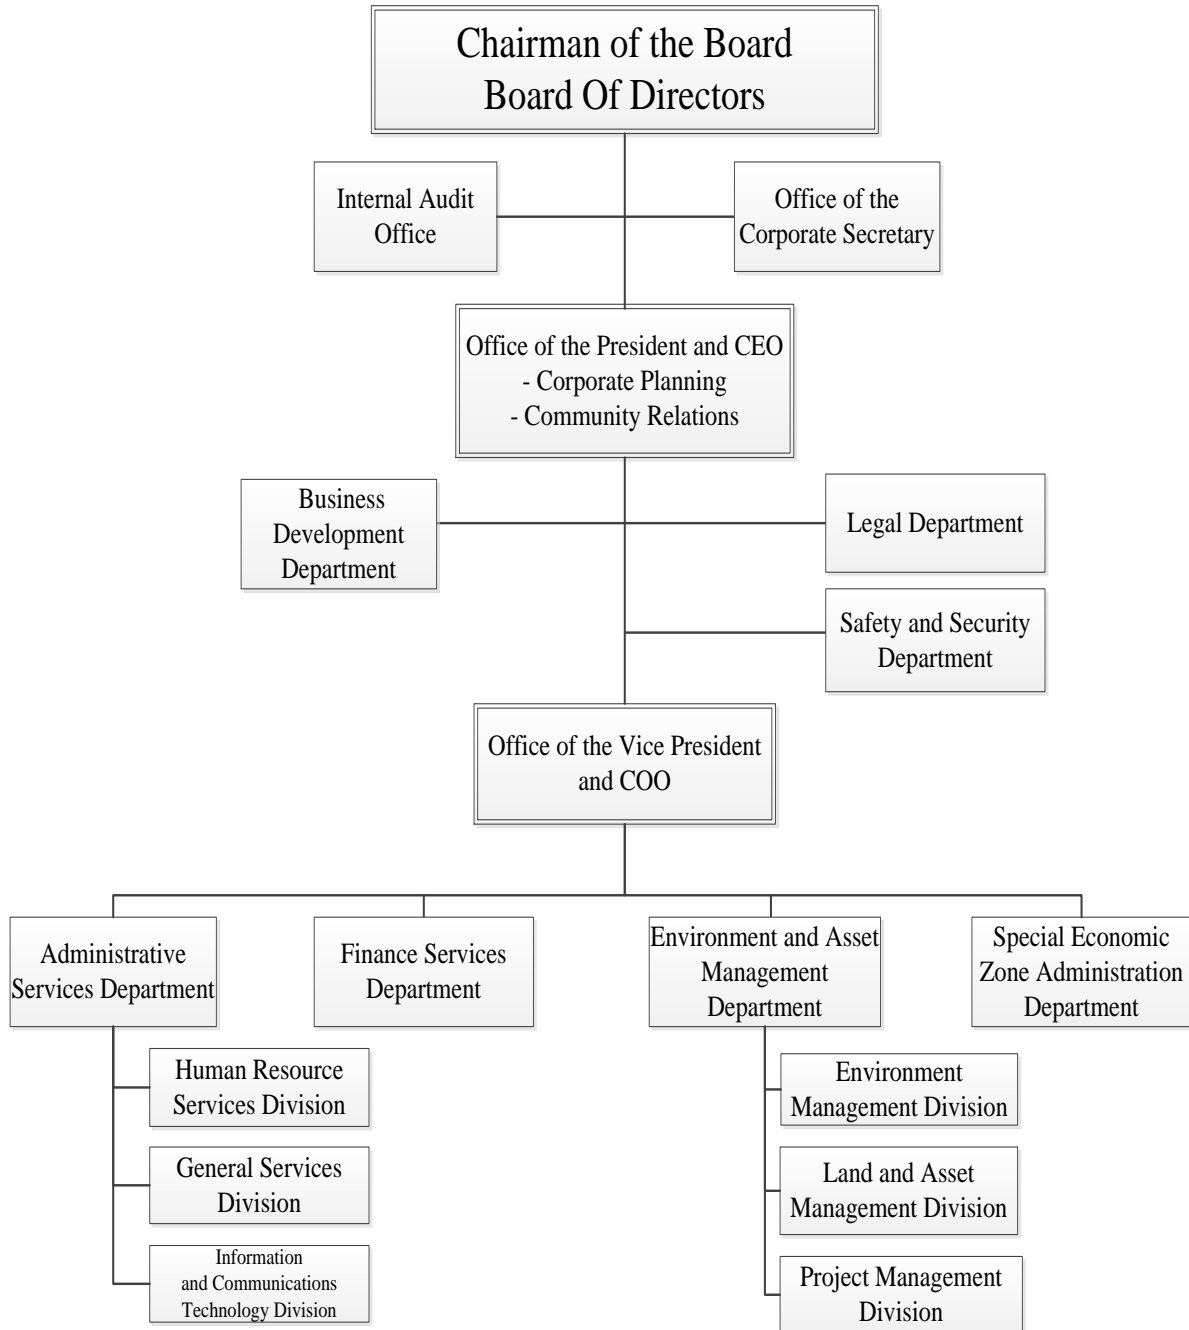 Chairman of the Board
Board Of Directors
Internal Audit
Office
Office of the
Corporate Secretary
Office of the President and CEO
- Corporate Planning
- Community Relations
Business
Development
Department
Legal Department
Safety and Security
Department
Office of the Vice President
and COO
Administrative
Services Department
Finance Services
Department
Environment and Asset
Management
Department
Special Economic
Zone Administration
Department
Human Resource
Services Division
General Services
Division
Information
and Communications
Technology Division
Environment
Management Division
Land and Asset
Management Division
Project Management
Division